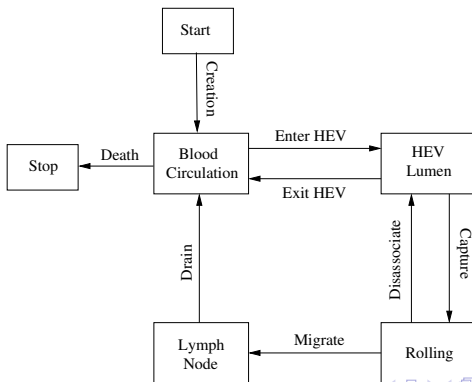 Start
Creation
Enter HEV
Death
Stop
Blood
Circulation
HEV
Lumen
Exit HEV
Drain
Disassociate
Capture
Migrate
Lymph
Node
Rolling